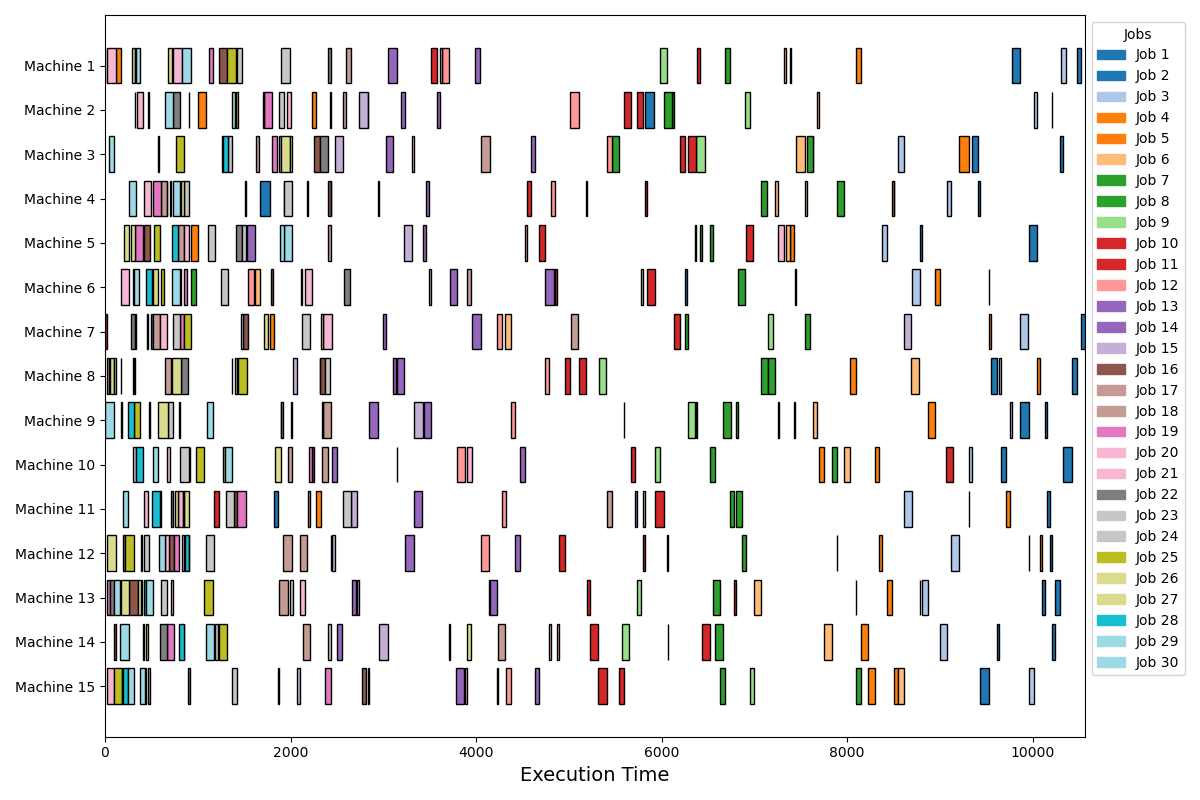 Machine 1
Machine 2
Machine 3
Machine 4
Machine 5
Machine 6
Machine 7
Machine 8
Machine 9
Machine 10
Machine 11
Machine 12
Machine 13
Machine 14
Machine 15
0
2000
4000
6000
8000
10000
Execution Time
Jobs
Job 1
Job 2
Job 3
Job 4
Job 5
Job 6
Job 7
Job 8
Job 9
Job 10
Job 11
Job 12
Job 13
Job 14
Job 15
Job 16
Job 17
Job 18
Job 19
Job 20
Job 21
Job 22
Job 23
Job 24
Job 25
Job 26
Job 27
Job 28
Job 29
Job 30